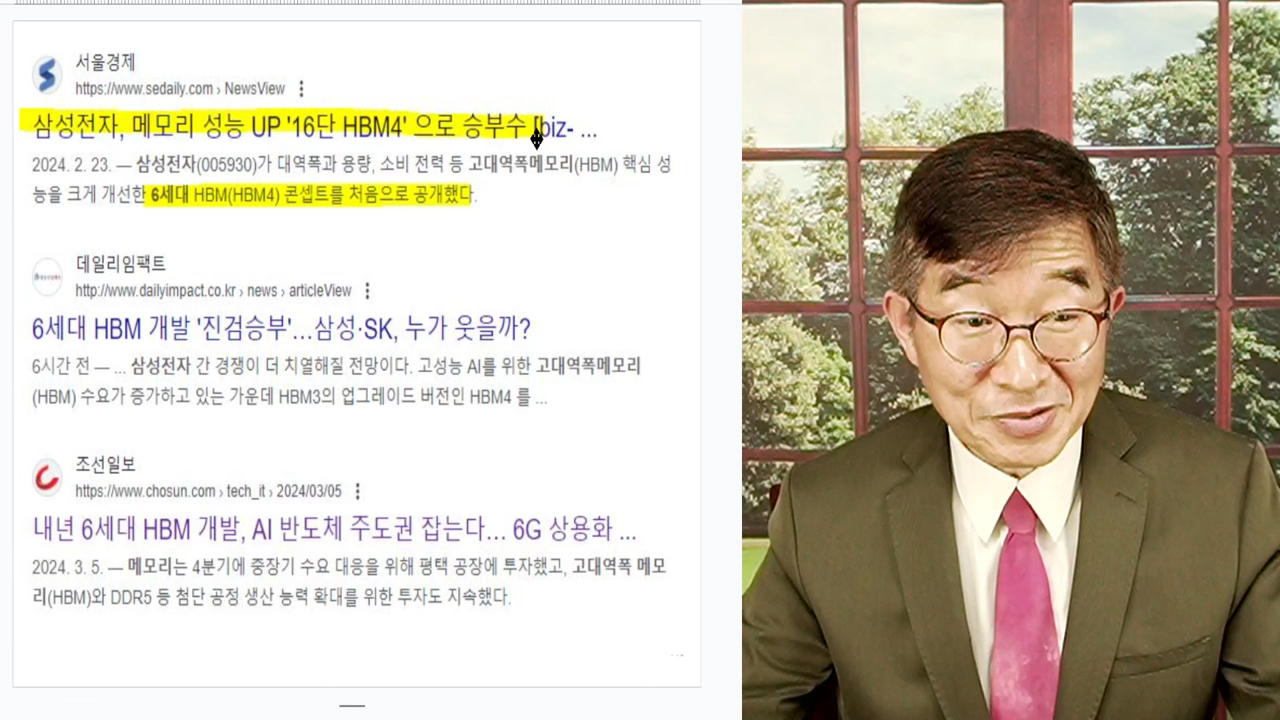 서울경제
https://www.sedaily.com › NewsView
삼성전자, 메모리 성능 UP '16단 HBM4' 으로 승부수 [biz- ...
2024. 2. 23. — 삼성전자(005930)가 대역폭과 용량, 소비 전력 등 고대역폭메모리(HBM) 핵심 성
능을 크게 개선한 6세대 HBM(HBM4) 콘셉트를 처음으로 공개했다.
데일리임팩트
http://www.dailyimpact.co.kr › news › articleView
6세대 HBM 개발 '진검승부'...삼성·SK, 누가 웃을까?
6시간 전 — ... 삼성전자 간 경쟁이 더 치열해질 전망이다. 고성능 AI를 위한 고대역폭메모리
(HBM) 수요가 증가하고 있는 가운데 HBM3의 업그레이드 버전인 HBM4 를 ...
조선일보
https://www.chosun.com › tech_it › 2024/03/05
내년 6세대 HBM 개발, AI 반도체 주도권 잡는다... 6G 상용화 ...
2024. 3. 5. — 메모리는 4분기에 중장기 수요 대응을 위해 평택 공장에 투자했고, 고대역폭 메모
리(HBM)와 DDR5 등 첨단 공정 생산 능력 확대를 위한 투자도 지속했다.